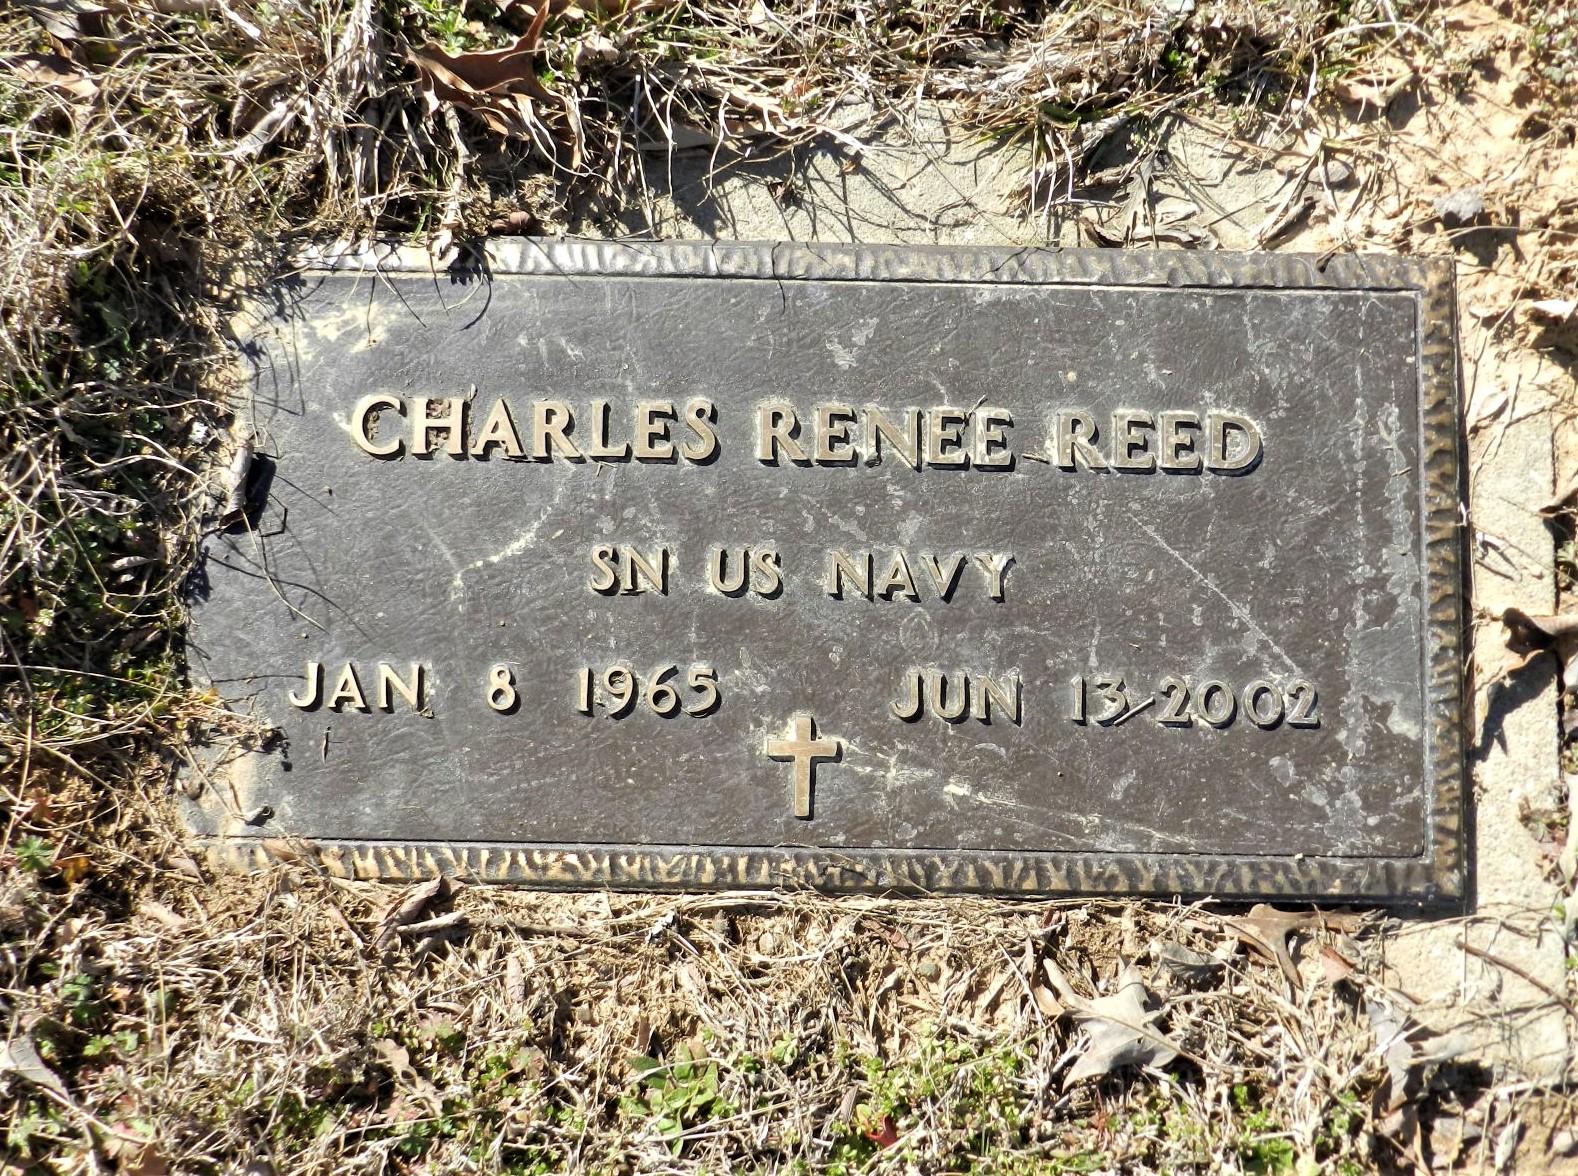 CHARLES RENEE REED
SN US NAVY
JAN 8 1965 JUN 13 2002